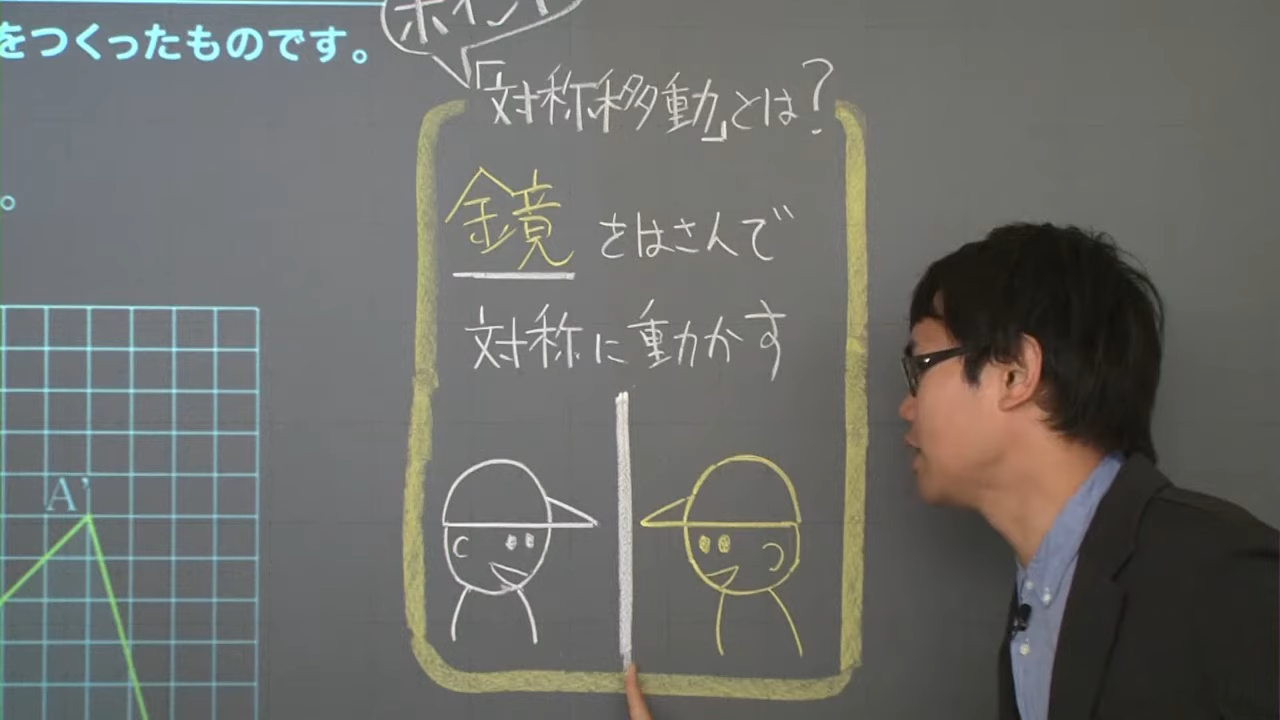 をつくったものです。
ポイント
「対称移動」とは?
。
鏡をはさんで
対称に動かす
A'